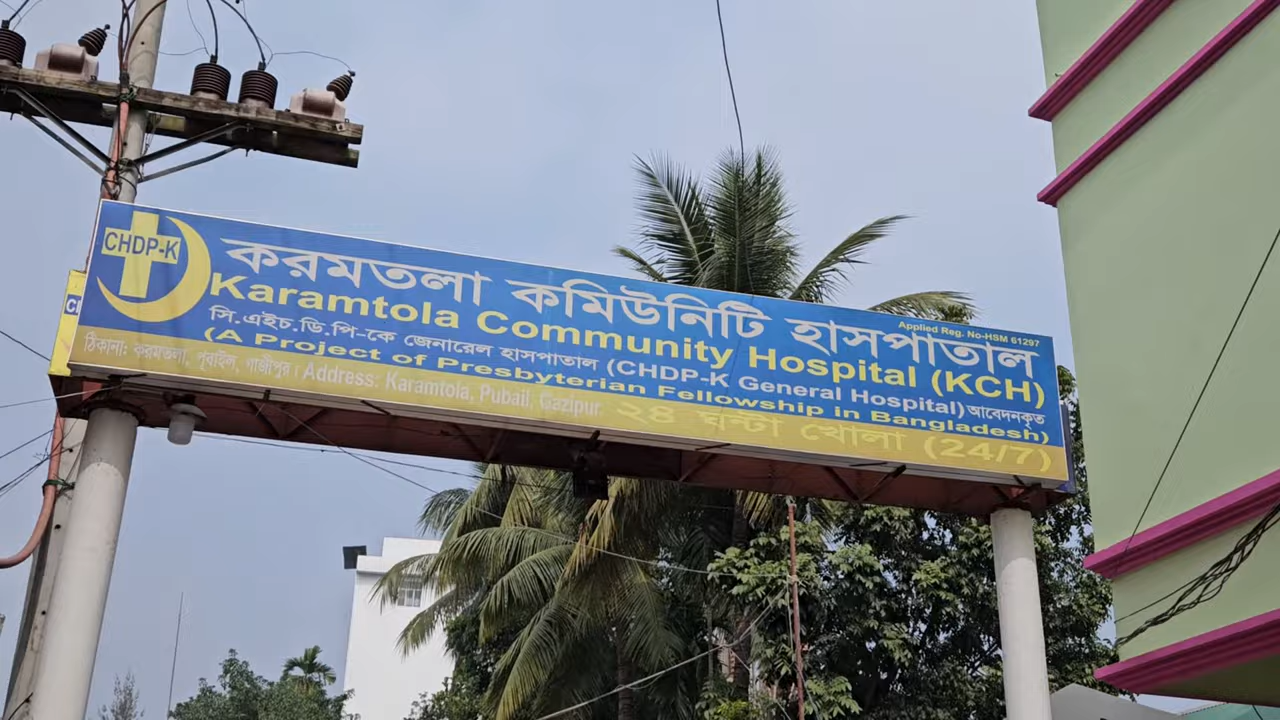 CHDP-K
করমতলা কমিউনিটি হাসপাতাল
Applied Reg. No-HSM 61297
Karamtola Community Hospital (KCH)
সি.এইচ.ডি.পি-কে জেনারেল হাসপাতাল (CHDP-K General Hospital) আবেদনকৃত
(A Project of Presbyterian Fellowship in Bangladesh)
ঠিকানা: করমতলা, পূবাইল, গাজীপুর। Address: Karamtola, Pubail, Gazipur. ২৪ ঘন্টা খোলা (24/7)